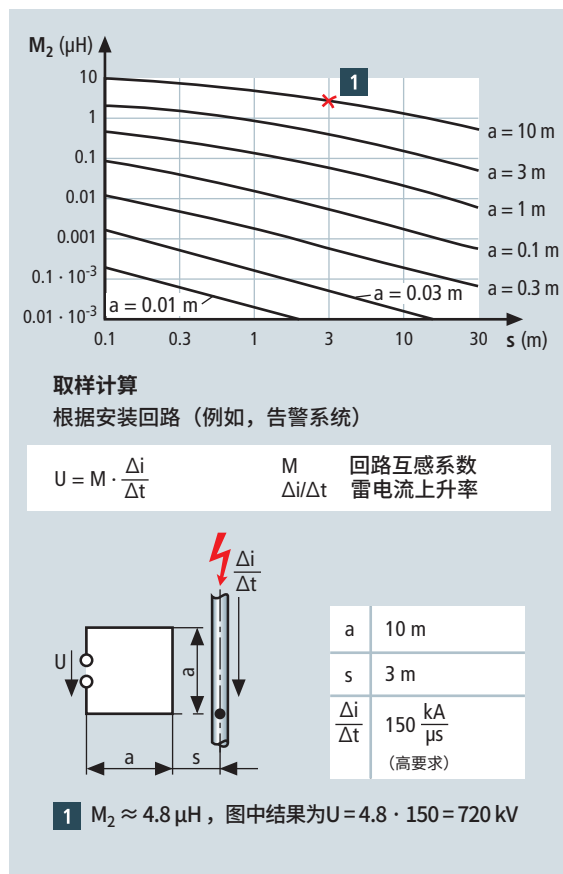 M₂ (µH)
10
1
0.1
0.01
0.001
0.1 · 10⁻³
0.01 · 10⁻³
1
a = 10 m
a = 3 m
a = 1 m
a = 0.1 m
a = 0.3 m
a = 0.03 m
a = 0.01 m
0.1 0.3 1 3 10 30 s (m)
取样计算
根据安装回路（例如，告警系统）
U = M · Δi/Δt
M 回路互感系数
Δi/Δt 雷电流上升率
Δi/Δt
U
a
a
s
a 10 m
s 3 m
Δi/Δt 150 kA/µs
（高要求）
1 M₂ ≈ 4.8 µH ，图中结果为U = 4.8 · 150 = 720 kV